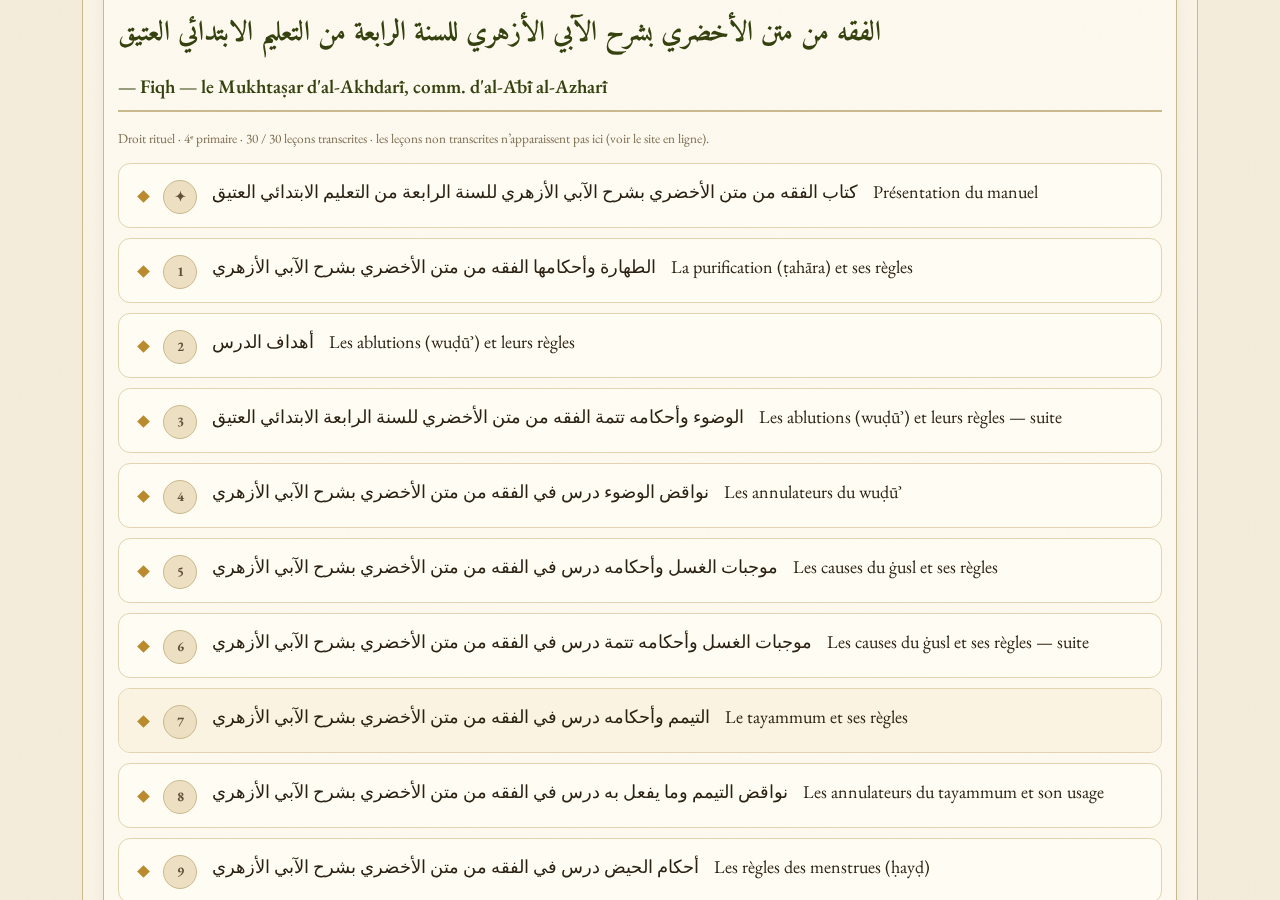 الفقه من متن الأخضري بشرح الآبي الأزهري للسنة الرابعة من التعليم الابتدائي العتيق
— Fiqh — le Mukhtaṣar d'al-Akhdarî, comm. d'al-Ābî al-Azharî
Droit rituel · 4ᵉ primaire · 30 / 30 leçons transcrites · les leçons non transcrites n’apparaissent pas ici (voir le site en ligne).
◆ ✦ كتاب الفقه من متن الأخضري بشرح الآبي الأزهري للسنة الرابعة من التعليم الابتدائي العتيق Présentation du manuel
◆ 1 الطهارة وأحكامها الفقه من متن الأخضري بشرح الآبي الأزهري La purification (ṭahāra) et ses règles
◆ 2 أهداف الدرس Les ablutions (wuḍūʾ) et leurs règles
◆ 3 الوضوء وأحكامه تتمة الفقه من متن الأخضري للسنة الرابعة الابتدائي العتيق Les ablutions (wuḍūʾ) et leurs règles — suite
◆ 4 نواقض الوضوء درس في الفقه من متن الأخضري بشرح الآبي الأزهري Les annulateurs du wuḍūʾ
◆ 5 موجبات الغسل وأحكامه درس في الفقه من متن الأخضري بشرح الآبي الأزهري Les causes du ġusl et ses règles
◆ 6 موجبات الغسل وأحكامه تتمة درس في الفقه من متن الأخضري بشرح الآبي الأزهري Les causes du ġusl et ses règles — suite
◆ 7 التيمم وأحكامه درس في الفقه من متن الأخضري بشرح الآبي الأزهري Le tayammum et ses règles
◆ 8 نواقض التيمم وما يفعل به درس في الفقه من متن الأخضري بشرح الآبي الأزهري Les annulateurs du tayammum et son usage
◆ 9 أحكام الحيض درس في الفقه من متن الأخضري بشرح الآبي الأزهري Les règles des menstrues (ḥayḍ)